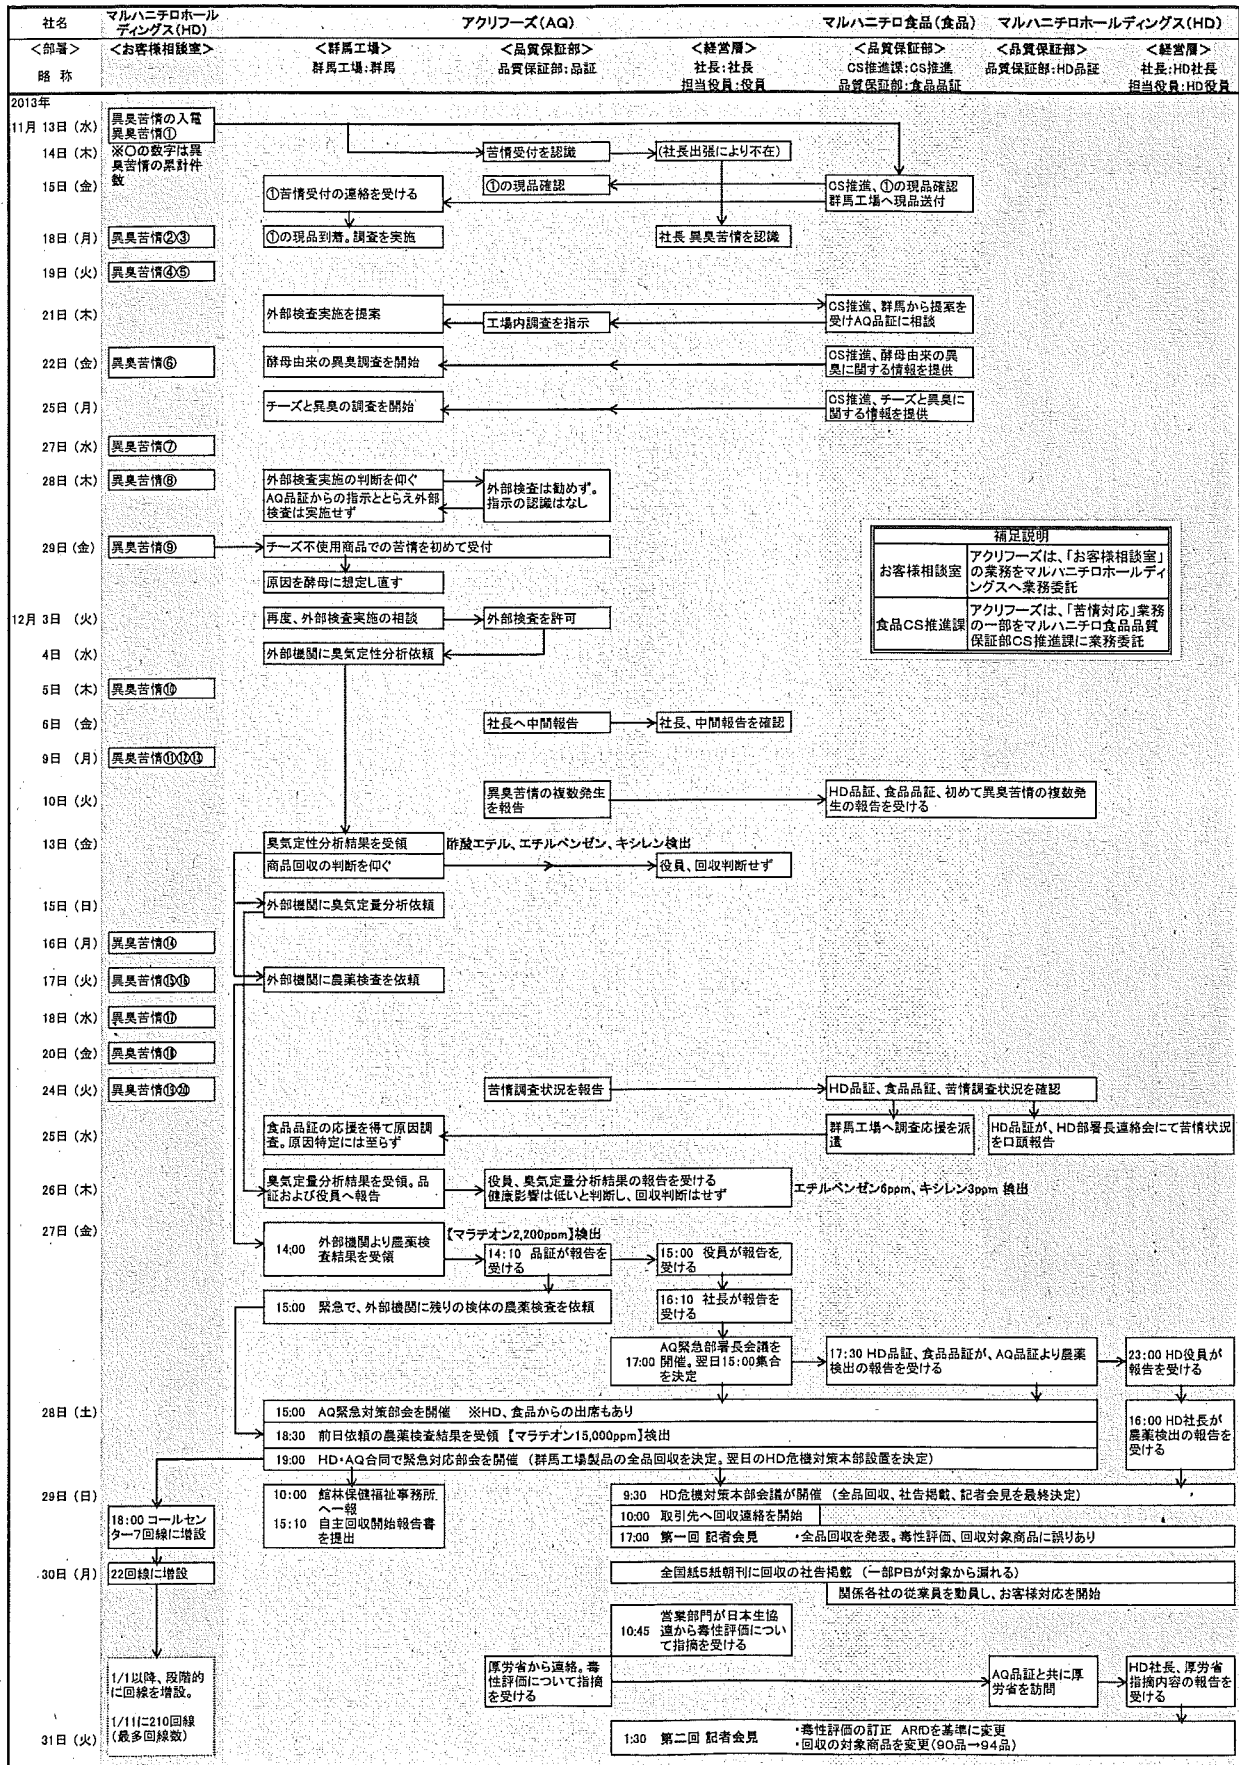 社名
マルハニチロホール
ディングス(HD)
アクリフーズ(AQ)
マルハニチロ食品(食品)
マルハニチロホールディングス(HD)
<部署>
<お客様相談室>
<群馬工場>
<品質保証部>
<経営層>
<品質保証部>
<品質保証部>
<経営層>
略 称
群馬工場:群馬
品質保証部:品証
社長:社長
担当役員:役員
CS推進課:CS推進
品質保証部:食品品証
品質保証部:HD品証
社長:HD社長
担当役員:HD役員
2013年
11月 13日 (水)
異臭苦情の入電
異臭苦情①
※〇の数字は異
臭苦情の累計件
数
14日 (木)
苦情受付を認識
(社長出張により不在)
15日 (金)
①苦情受付の連絡を受ける
①の現品確認
CS推進、①の現品確認
群馬工場へ現品送付
18日 (月)
異臭苦情②③
①の現品到着。調査を実施
社長 異臭苦情を認識
19日 (火)
異臭苦情④⑤
21日 (木)
外部検査実施を提案
工場内調査を指示
CS推進、群馬から提案を
受けAQ品証に相談
22日 (金)
異臭苦情⑥
酵母由来の異臭調査を開始
CS推進、酵母由来の異
臭に関する情報を提供
25日 (月)
チーズと異臭の調査を開始
CS推進、チーズと異臭に
関する情報を提供
27日 (水)
異臭苦情⑦
28日 (木)
異臭苦情⑧
外部検査実施の判断を仰ぐ
AQ品証からの指示ととらえ外部
検査は実施せず
外部検査は勧めず。
指示の認識はなし
29日 (金)
異臭苦情⑨
チーズ不使用商品での苦情を初めて受付
原因を酵母に想定し直す
補足説明
お客様相談室
アクリフーズは、「お客様相談室」
の業務をマルハニチロホールディ
ングスへ業務委託
食品CS推進課
アクリフーズは、「苦情対応」業務
の一部をマルハニチロ食品品質
保証部CS推進課に業務委託
12月 3日 (火)
再度、外部検査実施の相談
外部検査を許可
4日 (水)
外部機関に臭気定性分析依頼
5日 (木)
異臭苦情⑩
6日 (金)
社長へ中間報告
社長、中間報告を確認
9日 (月)
異臭苦情⑪⑫⑬
10日 (火)
異臭苦情の複数発生
を報告
HD品証、食品品証、初めて異臭苦情の複数発
生の報告を受ける
13日 (金)
臭気定性分析結果を受領
酢酸エチル、エチルベンゼン、キシレン検出
商品回収の判断を仰ぐ
役員、回収判断せず
15日 (日)
外部機関に臭気定量分析依頼
16日 (月)
異臭苦情⑭
17日 (火)
異臭苦情⑮⑯
外部機関に農薬検査を依頼
18日 (水)
異臭苦情⑰
20日 (金)
異臭苦情⑱
24日 (火)
異臭苦情⑲⑳
苦情調査状況を報告
HD品証、食品品証、苦情調査状況を確認
25日 (水)
食品品証の応援を得て原因調
査。原因特定には至らず
群馬工場へ調査応援を派
遣
HD品証が、HD部署長連絡会にて苦情状況
を口頭報告
26日 (木)
臭気定量分析結果を受領。品
証および役員へ報告
役員、臭気定量分析結果の報告を受ける
健康影響は低いと判断し、回収判断はせず
エチルベンゼン6ppm、キシレン3ppm 検出
27日 (金)
【マラチオン2,200ppm】検出
14:00 外部機関より農薬検
査結果を受領
14:10 品証が報告を
受ける
15:00 役員が報告を
受ける
15:00 緊急で、外部機関に残りの検体の農薬検査を依頼
16:10 社長が報告
を受ける
AQ緊急部署長会議を
17:00 開催。翌日15:00集合
を決定
17:30 HD品証、食品品証が、AQ品証より農薬
検出の報告を受ける
23:00 HD役員が
報告を受ける
28日 (土)
15:00 AQ緊急対策部会を開催 ※HD、食品からの出席もあり
18:30 前日依頼の農薬検査結果を受領 【マラチオン15,000ppm】検出
19:00 HD・AQ合同で緊急対応部会を開催 (群馬工場製品の全品回収を決定。翌日のHD危機対策本部設置を決定)
16:00 HD社長が
農薬検出の報告を
受ける
29日 (日)
18:00 コールセン
ター7回線に増設
10:00 館林保健福祉事務所
へ一報
15:10 自主回収開始報告書
を提出
9:30 HD危機対策本部会議が開催 (全品回収、社告掲載、記者会見を最終決定)
10:00 取引先へ回収連絡を開始
17:00 第一回 記者会見 ・全品回収を発表。毒性評価、回収対象商品に誤りあり
30日 (月)
22回線に増設
全国紙5紙朝刊に回収の社告掲載 (一部PBが対象から漏れる)
関係各社の従業員を動員し、お客様対応を開始
営業部門が日本生協
10:45 連から毒性評価につい
て指摘を受ける
1/1以降、段階的
に回線を増設。
1/11に210回線
(最多回線数)
厚労省から連絡。毒
性評価について指摘
を受ける
AQ品証と共に厚
労省を訪問
HD社長、厚労省
指摘内容の報告を
受ける
31日 (火)
1:30 第二回 記者会見
・毒性評価の訂正 ARfDを基準に変更
・回収の対象商品を変更(90品→94品)